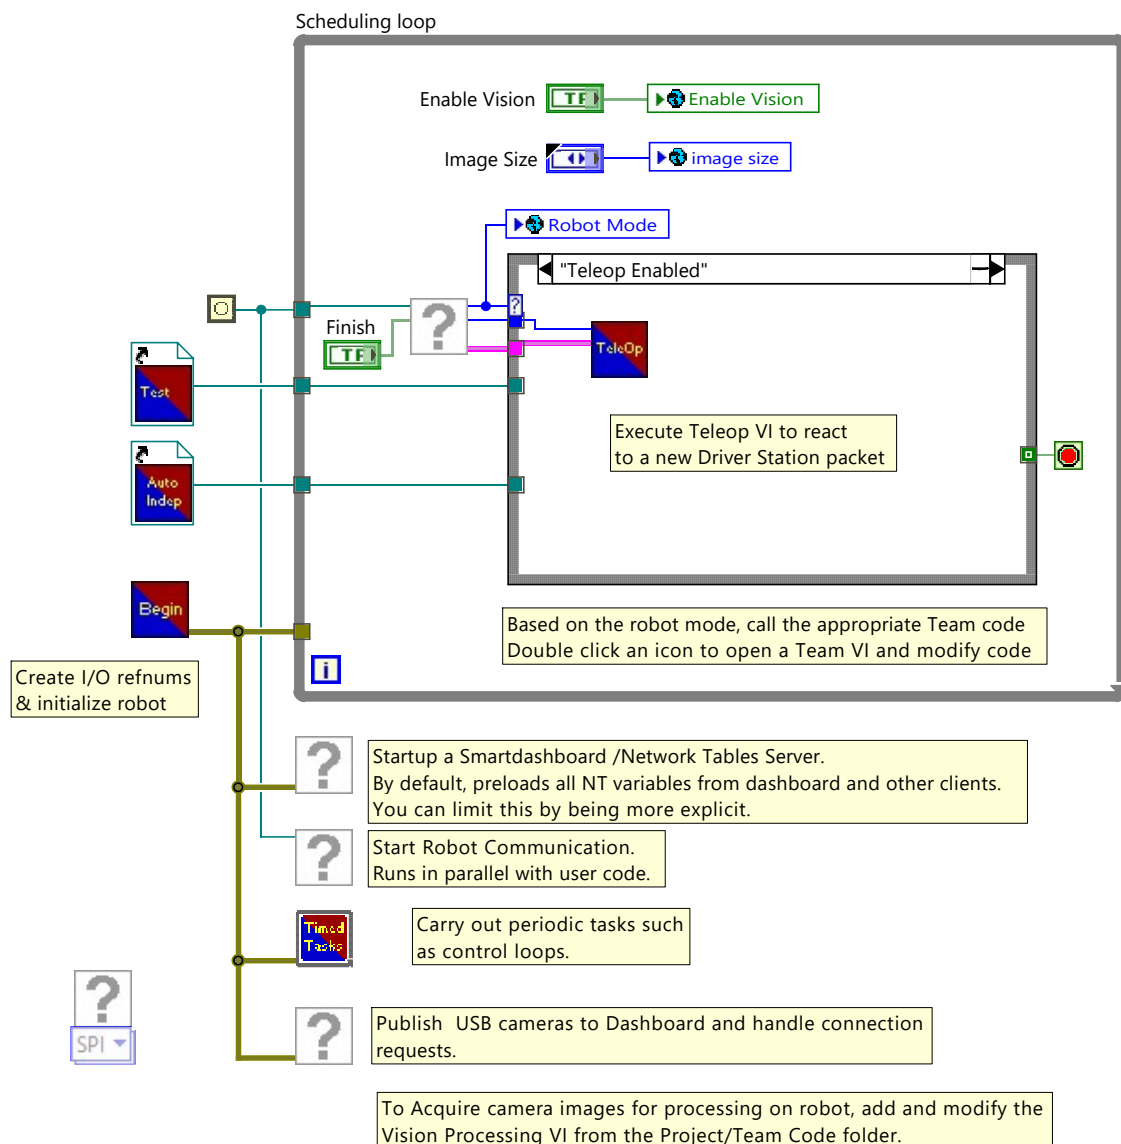 Scheduling loop
Enable Vision
TF
Enable Vision
Image Size
image size
Robot Mode
"Teleop Enabled"
?
?
Finish
TF
TeleOp
Test
Execute Teleop VI to react
to a new Driver Station packet
Auto
Indep
Begin
Based on the robot mode, call the appropriate Team code
Double click an icon to open a Team VI and modify code
i
Create I/O refnums
& initialize robot
?
Startup a Smartdashboard /Network Tables Server.
By default, preloads all NT variables from dashboard and other clients.
You can limit this by being more explicit.
?
Start Robot Communication.
Runs in parallel with user code.
Timed
Tasks
Carry out periodic tasks such
as control loops.
?
SPI
?
Publish  USB cameras to Dashboard and handle connection
requests.
To Acquire camera images for processing on robot, add and modify the
Vision Processing VI from the Project/Team Code folder.